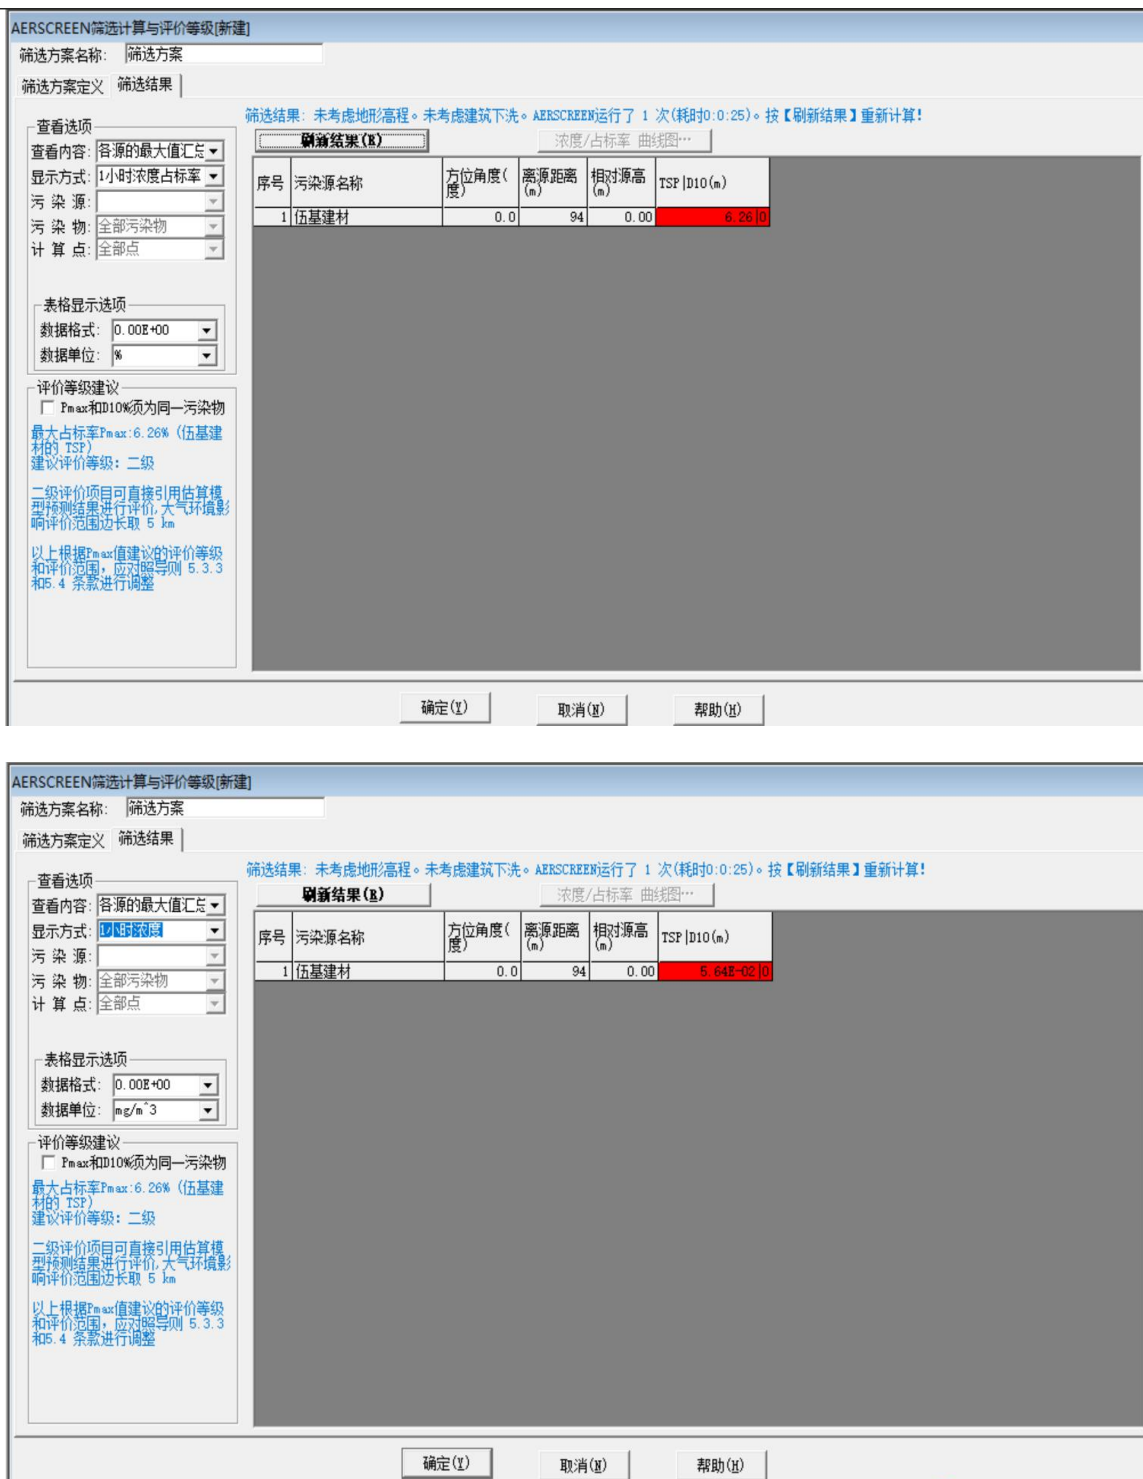 AERSCREEN筛选计算与评价等级[新建]
筛选方案名称: 筛选方案
筛选方案定义 筛选结果
筛选结果: 未考虑地形高程。未考虑建筑下洗。AERSCREEN运行了 1 次(耗时0:0:25)。按【刷新结果】重新计算!
刷新结果(R) 浓度/占标率 曲线图…
查看选项
查看内容: 各源的最大值汇总
显示方式: 1小时浓度占标率
污 染 源:
污 染 物: 全部污染物
计 算 点: 全部点
序号 污染源名称 方位角度(度) 离源距离(m) 相对源高(m) TSP|D10(m)
1 伍基建材 0.0 94 0.00 6.26|0
表格显示选项
数据格式: 0.00E+00
数据单位: %
评价等级建议
Pmax和D10%须为同一污染物
最大占标率Pmax:6.26% (伍基建
材的 TSP)
建议评价等级: 二级
二级评价项目可直接引用估算模
型预测结果进行评价,大气环境影
响评价范围边长取 5 km
以上根据Pmax值建议的评价等级
和评价范围，应对照导则 5.3.3
和5.4 条款进行调整
确定(Y) 取消(N) 帮助(H)
AERSCREEN筛选计算与评价等级[新建]
筛选方案名称: 筛选方案
筛选方案定义 筛选结果
筛选结果: 未考虑地形高程。未考虑建筑下洗。AERSCREEN运行了 1 次(耗时0:0:25)。按【刷新结果】重新计算!
刷新结果(R) 浓度/占标率 曲线图…
查看选项
查看内容: 各源的最大值汇总
显示方式: 1小时浓度
污 染 源:
污 染 物: 全部污染物
计 算 点: 全部点
序号 污染源名称 方位角度(度) 离源距离(m) 相对源高(m) TSP|D10(m)
1 伍基建材 0.0 94 0.00 5.64E-02|0
表格显示选项
数据格式: 0.00E+00
数据单位: mg/m^3
评价等级建议
Pmax和D10%须为同一污染物
最大占标率Pmax:6.26% (伍基建
材的 TSP)
建议评价等级: 二级
二级评价项目可直接引用估算模
型预测结果进行评价,大气环境影
响评价范围边长取 5 km
以上根据Pmax值建议的评价等级
和评价范围，应对照导则 5.3.3
和5.4 条款进行调整
确定(Y) 取消(N) 帮助(H)